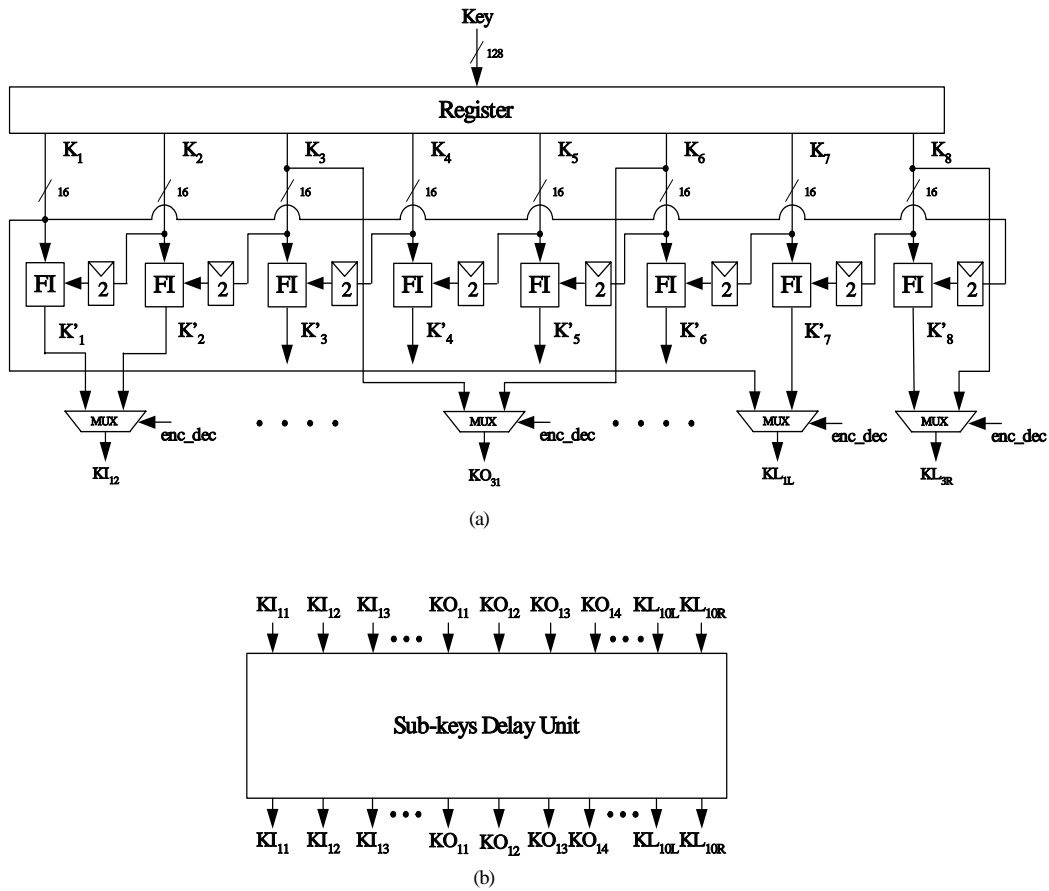 Key
128
Register
K₁ K₂ K₃ K₄ K₅ K₆ K₇ K₈
16 16 16 16 16 16 16 16
FI 2 FI 2 FI 2 FI 2 FI 2 FI 2 FI 2 FI 2
K'₁ K'₂ K'₃ K'₄ K'₅ K'₆ K'₇ K'₈
MUX MUX MUX MUX
enc_dec enc_dec enc_dec enc_dec
KI₁₂ KO₃₁ KL₁L KL₃R
(a)
KI₁₁ KI₁₂ KI₁₃ ••• KO₁₁ KO₁₂ KO₁₃ KO₁₄ ••• KL₁₀L KL₁₀R
Sub-keys Delay Unit
KI₁₁ KI₁₂ KI₁₃ ••• KO₁₁ KO₁₂ KO₁₃ KO₁₄ ••• KL₁₀L KL₁₀R
(b)